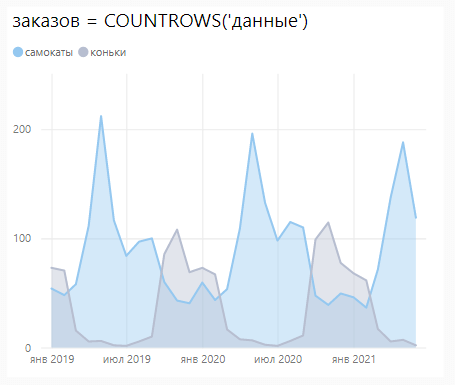 заказов = COUNTROWS('данные')
самокаты коньки
200
100
0
янв 2019 июл 2019 янв 2020 июл 2020 янв 2021